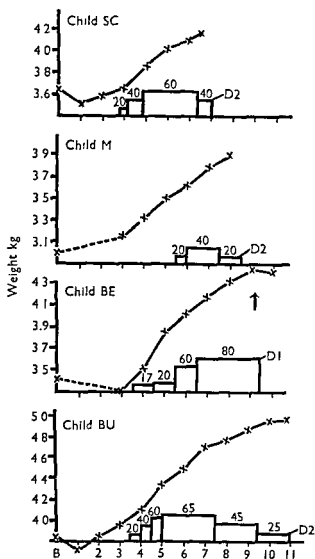 Child SC
4.2
4.0
3.8
3.6
20 40 60 40 D2
Child M
3.9
3.7
3.5
3.3
3.1
20 40 20 D2
Weight kg
Child BE
4.3
4.1
3.9
3.7
3.5
17 20 60 80 D1
Child BU
5.0
4.8
4.6
4.4
4.2
4.0
20 40 60 65 45 25 D2
B 1 2 3 4 5 6 7 8 9 10 11